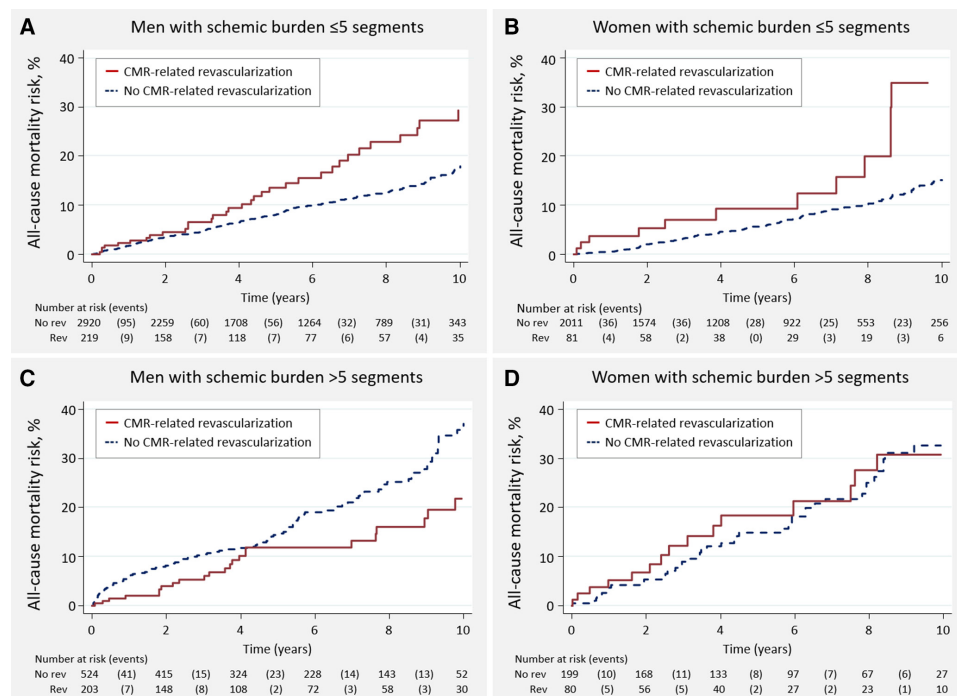 A
Men with schemic burden ≤5 segments
All-cause mortality risk, %
40
30
20
10
0
CMR-related revascularization
No CMR-related revascularization
0 2 4 6 8 10
Time (years)
Number at risk (events)
No rev 2920 (95) 2259 (60) 1708 (56) 1264 (32) 789 (31) 343
Rev 219 (9) 158 (7) 118 (7) 77 (6) 57 (4) 35
B
Women with schemic burden ≤5 segments
All-cause mortality risk, %
40
30
20
10
0
CMR-related revascularization
No CMR-related revascularization
0 2 4 6 8 10
Time (years)
Number at risk (events)
No rev 2011 (36) 1574 (36) 1208 (28) 922 (25) 553 (23) 256
Rev 81 (4) 58 (2) 38 (0) 29 (3) 19 (3) 6
C
Men with schemic burden >5 segments
All-cause mortality risk, %
40
30
20
10
0
CMR-related revascularization
No CMR-related revascularization
0 2 4 6 8 10
Time (years)
Number at risk (events)
No rev 524 (41) 415 (15) 324 (23) 228 (14) 143 (13) 52
Rev 203 (7) 148 (8) 108 (2) 72 (3) 58 (3) 30
D
Women with schemic burden >5 segments
All-cause mortality risk, %
40
30
20
10
0
CMR-related revascularization
No CMR-related revascularization
0 2 4 6 8 10
Time (years)
Number at risk (events)
No rev 199 (10) 168 (11) 133 (8) 97 (7) 67 (6) 27
Rev 80 (5) 56 (5) 40 (2) 37 (2) 23 (2) 10